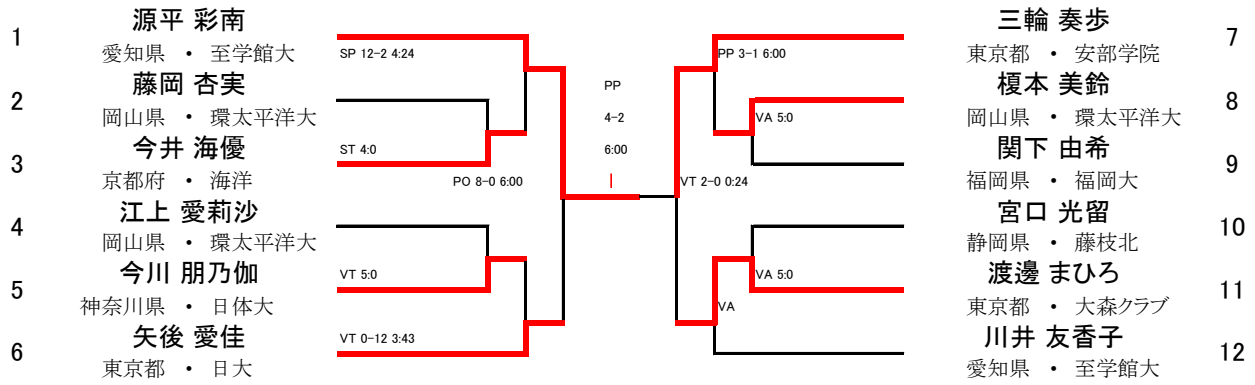 1
源平 彩南
愛知県 ・ 至学館大
2
藤岡 杏実
岡山県 ・ 環太平洋大
3
今井 海優
京都府 ・ 海洋
4
江上 愛莉沙
岡山県 ・ 環太平洋大
5
今川 朋乃伽
神奈川県 ・ 日体大
6
矢後 愛佳
東京都 ・ 日大
SP 12-2 4:24
ST 4:0
PO 8-0 6:00
VT 5:0
VT 0-12 3:43
PP
4-2
6:00
PP 3-1 6:00
VA 5:0
VT 2-0 0:24
VA 5:0
VA
三輪 奏歩
東京都 ・ 安部学院
7
榎本 美鈴
岡山県 ・ 環太平洋大
8
関下 由希
福岡県 ・ 福岡大
9
宮口 光留
静岡県 ・ 藤枝北
10
渡邊 まひろ
東京都 ・ 大森クラブ
11
川井 友香子
愛知県 ・ 至学館大
12